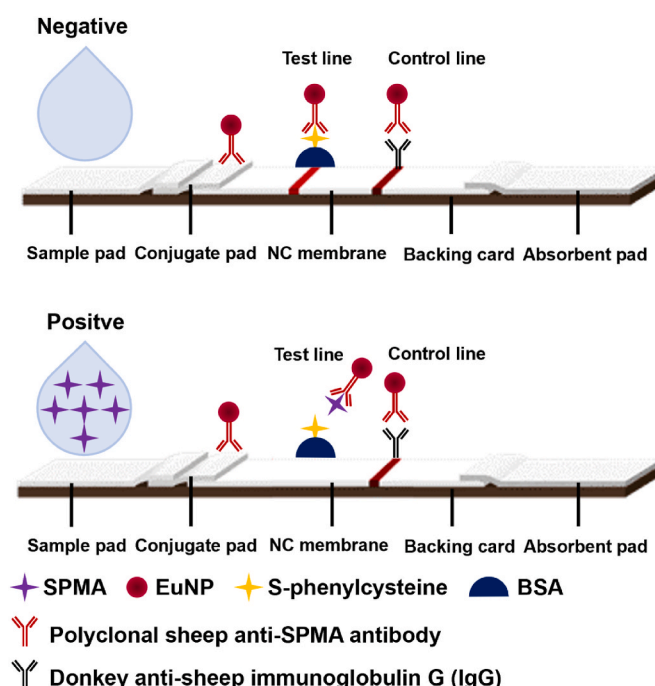 Negative
Test line Control line
Sample pad Conjugate pad NC membrane Backing card Absorbent pad
Positve
Test line Control line
Sample pad Conjugate pad NC membrane Backing card Absorbent pad
SPMA EuNP S-phenylcysteine BSA
Polyclonal sheep anti-SPMA antibody
Donkey anti-sheep immunoglobulin G (IgG)